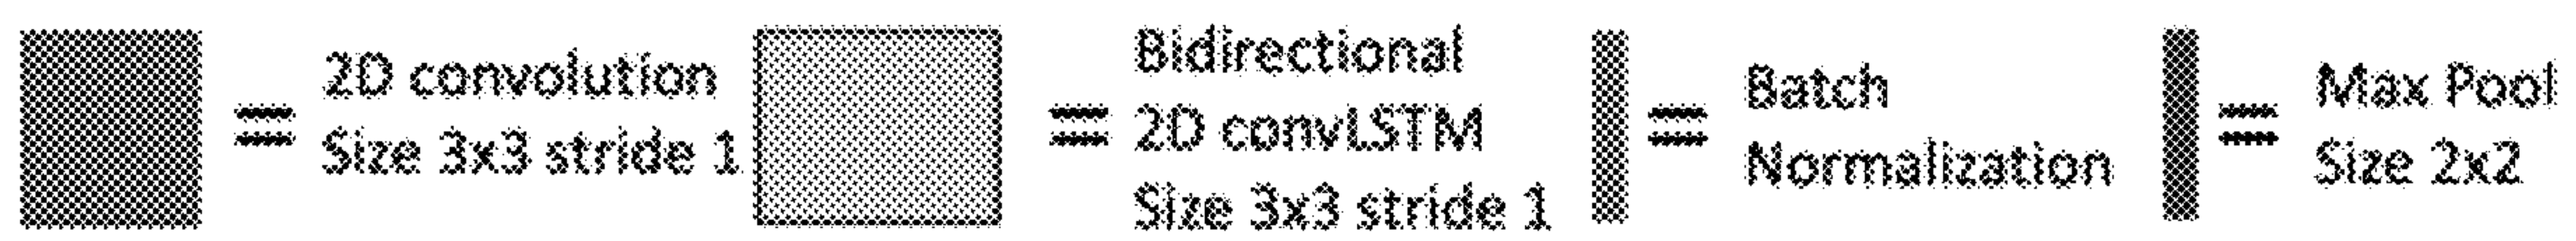 = 2D convolution
Size 3x3 stride 1
= Bidirectional
2D convLSTM
Size 3x3 stride 1
= Batch
Normalization
= Max Pool
Size 2x2